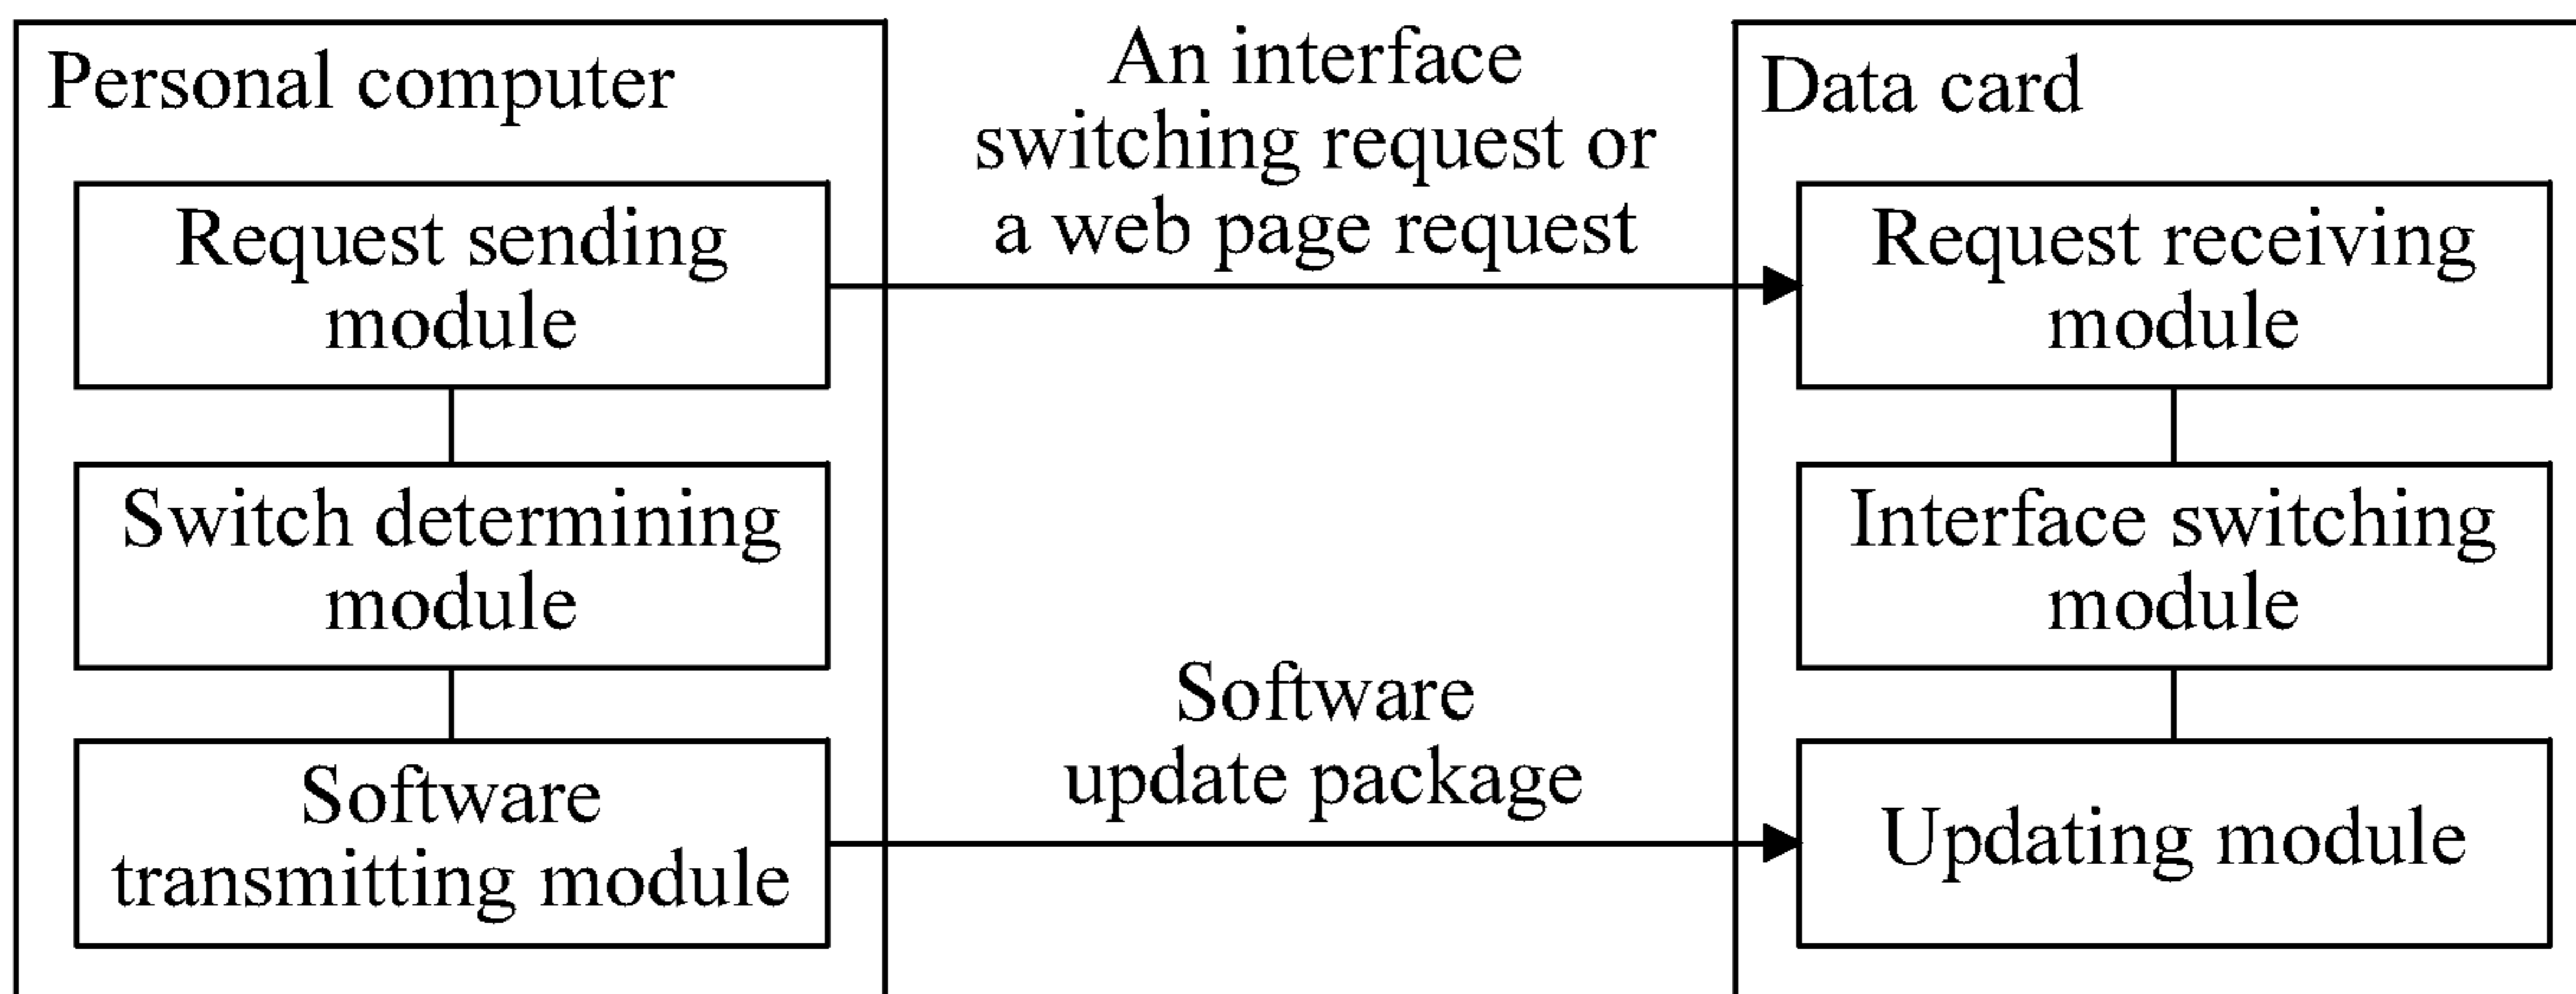 Personal computer
Request sending
module
Switch determining
module
Software
transmitting module
An interface
switching request or
a web page request
Software
update package
Data card
Request receiving
module
Interface switching
module
Updating module